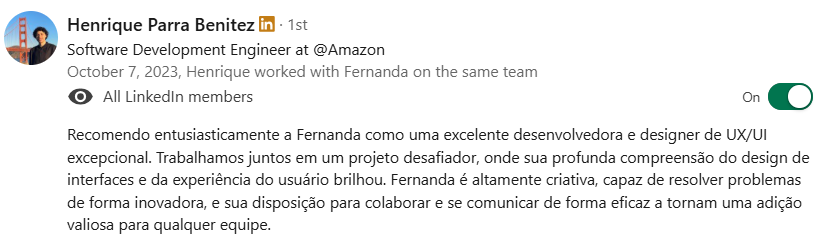 Henrique Parra Benitez in · 1st
Software Development Engineer at @Amazon
October 7, 2023, Henrique worked with Fernanda on the same team
All LinkedIn members On
Recomendo entusiasticamente a Fernanda como uma excelente desenvolvedora e designer de UX/UI
excepcional. Trabalhamos juntos em um projeto desafiador, onde sua profunda compreensão do design de
interfaces e da experiência do usuário brilhou. Fernanda é altamente criativa, capaz de resolver problemas
de forma inovadora, e sua disposição para colaborar e se comunicar de forma eficaz a tornam uma adição
valiosa para qualquer equipe.